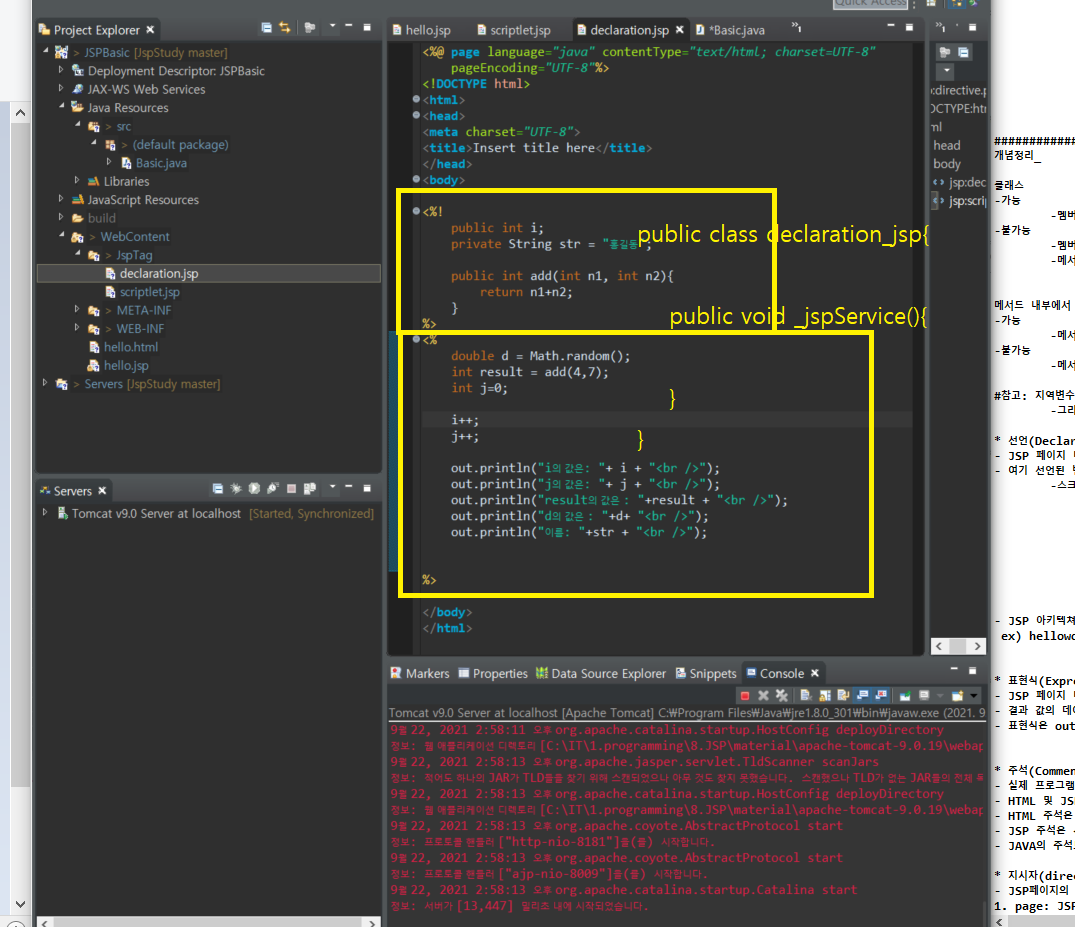 Quick Access
Project Explorer
> JSPBasic [JspStudy master]
Deployment Descriptor: JSPBasic
JAX-WS Web Services
Java Resources
> src
> (default package)
> Basic.java
Libraries
JavaScript Resources
build
> WebContent
> JspTag
declaration.jsp
scriptlet.jsp
> META-INF
> WEB-INF
hello.html
hello.jsp
> Servers [JspStudy master]
Servers
Tomcat v9.0 Server at localhost [Started, Synchronized]
hello.jsp
scriptlet.jsp
declaration.jsp
*Basic.java
»1
<%@ page language="java" contentType="text/html; charset=UTF-8"
pageEncoding="UTF-8"%>
<!DOCTYPE html>
<html>
<head>
<meta charset="UTF-8">
<title>Insert title here</title>
</head>
<body>
<%!
public int i;
private String str = "홍길동";
public class declaration_jsp{
public int add(int n1, int n2){
return n1+n2;
}
public void _jspService(){
%>
<%
double d = Math.random();
int result = add(4,7);
int j=0;
}
i++;
j++;
}
out.println("i의 값은: "+ i + "<br />");
out.println("j의 값은: "+ j + "<br />");
out.println("result의 값은 : "+result + "<br />");
out.println("d의 값은 : "+d+ "<br />");
out.println("이름: "+str + "<br />");
%>
</body>
</html>
»1
p:directive.p
OCTYPE:ht
ml
head
body
jsp:dec
jsp:scri
Markers
Properties
Data Source Explorer
Snippets
Console
Tomcat v9.0 Server at localhost [Apache Tomcat] C:₩Program Files₩Java₩jre1.8.0_301₩bin₩javaw.exe (2021. 9
9월 22, 2021 2:58:11 오후 org.apache.catalina.startup.HostConfig deployDirectory
정보: 웹 애플리케이션 디렉토리 [C:\IT\1.programming\8.JSP\material\apache-tomcat-9.0.19\webap
9월 22, 2021 2:58:13 오후 org.apache.jasper.servlet.TldScanner scanJars
정보: 적어도 하나의 JAR가 TLD들을 찾기 위해 스캔되었으나 아무 것도 찾지 못했습니다. 스캔했으나 TLD가 없는 JAR들의 전체 목
9월 22, 2021 2:58:13 오후 org.apache.catalina.startup.HostConfig deployDirectory
정보: 웹 애플리케이션 디렉토리 [C:\IT\1.programming\8.JSP\material\apache-tomcat-9.0.19\webap
9월 22, 2021 2:58:13 오후 org.apache.coyote.AbstractProtocol start
정보: 프로토콜 핸들러 ["http-nio-8181"]을(를) 시작합니다.
9월 22, 2021 2:58:13 오후 org.apache.coyote.AbstractProtocol start
정보: 프로토콜 핸들러 ["ajp-nio-8009"]을(를) 시작합니다.
9월 22, 2021 2:58:13 오후 org.apache.catalina.startup.Catalina start
정보: 서버가 [13,447] 밀리초 내에 시작되었습니다.
#############
개념정리_
클래스
-가능
-멤버
-불가능
-멤버
-메서
메서드 내부에서
-가능
-메서
-불가능
-메서
#참고: 지역변수
-그리
* 선언(Declar
- JSP 페이지
- 여기 선언된
-스크
- JSP 아키텍쳐
ex) hellowo
* 표현식(Expre
- JSP 페이지
- 결과 값의 데이
- 표현식은 out
* 주석(Commen
- 실제 프로그램
- HTML 및 JS
- HTML 주석은
- JSP 주석은
- JAVA의 주석
* 지시자(direc
- JSP페이지의
1. page: JSP